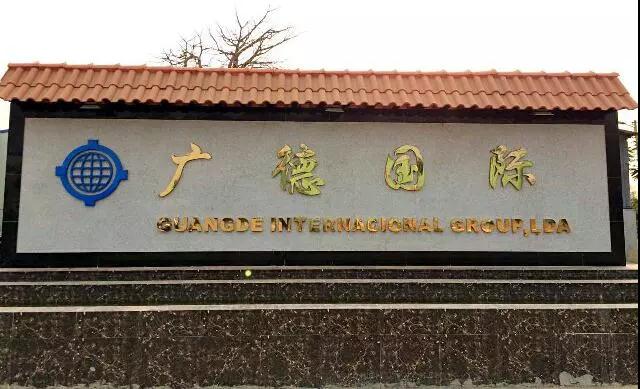 广德国际
GUANGDE INTERNACIONAL GROUP,LDA